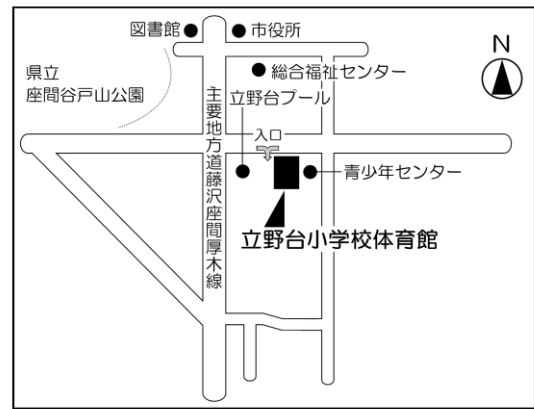 図書館
市役所
N
総合福祉センター
県立
座間谷戸山公園
立野台プール
主要地方道藤沢座間厚木線
入口
青少年センター
立野台小学校体育館